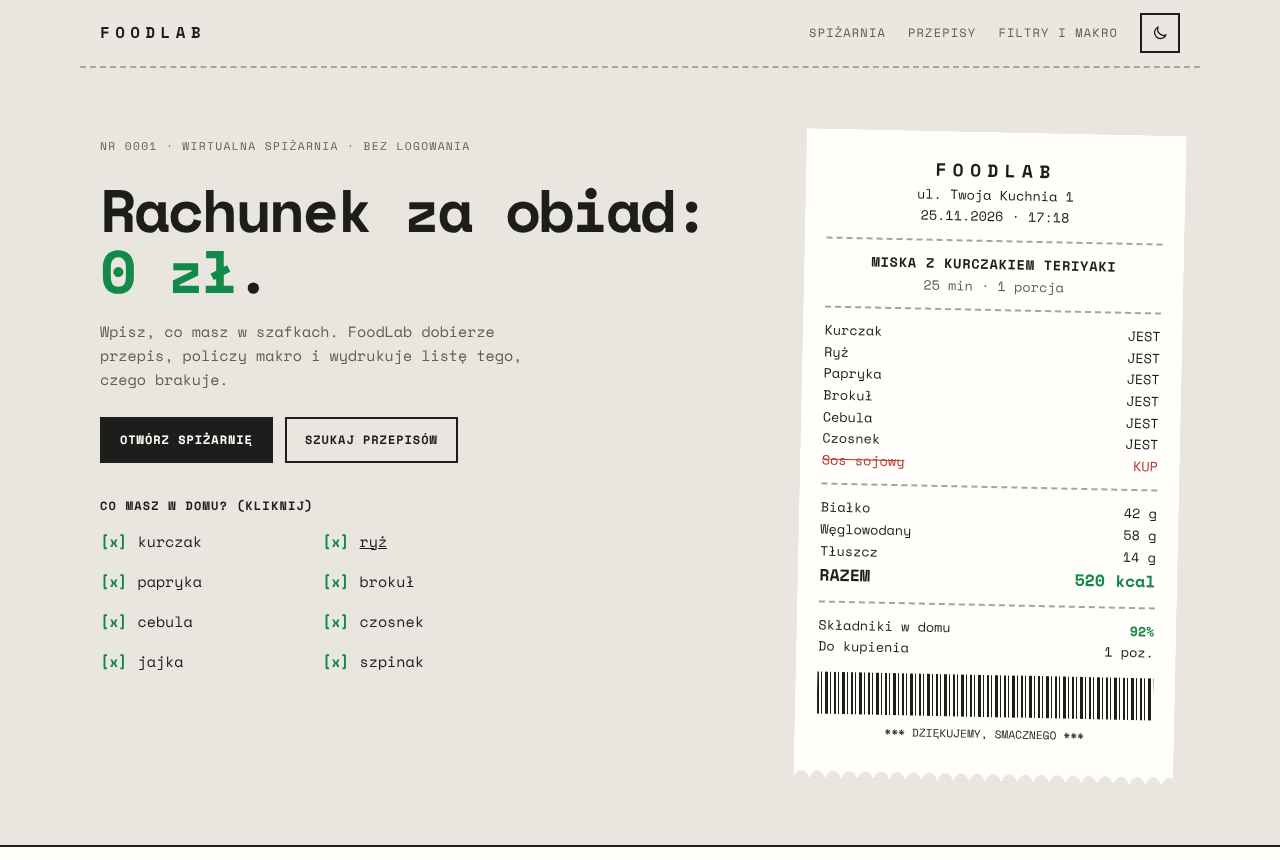 FOODLAB
SPIŻARNIA PRZEPISY FILTRY I MAKRO
NR 0001 · WIRTUALNA SPIŻARNIA · BEZ LOGOWANIA
Rachunek za obiad:
0 zł.
Wpisz, co masz w szafkach. FoodLab dobierze
przepis, policzy makro i wydrukuje listę tego,
czego brakuje.
OTWÓRZ SPIŻARNIĘ SZUKAJ PRZEPISÓW
CO MASZ W DOMU? (KLIKNIJ)
[x] kurczak [x] ryż
[x] papryka [x] brokuł
[x] cebula [x] czosnek
[x] jajka [x] szpinak
FOODLAB
ul. Twoja Kuchnia 1
25.11.2026 · 17:18
MISKA Z KURCZAKIEM TERIYAKI
25 min · 1 porcja
Kurczak JEST
Ryż JEST
Papryka JEST
Brokuł JEST
Cebula JEST
Czosnek JEST
Sos sojowy KUP
Białko 42 g
Węglowodany 58 g
Tłuszcz 14 g
RAZEM 520 kcal
Składniki w domu 92%
Do kupienia 1 poz.
*** DZIĘKUJEMY, SMACZNEGO ***